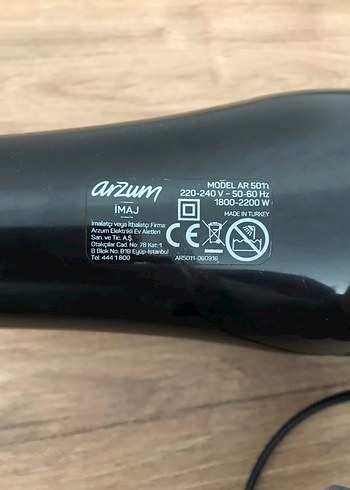 arzum
İMAJ
İmalatçı veya İthalatçı Firma:
Arzum Elektrikli Ev Aletleri
San. ve Tic. A.Ş.
Otakçılar Cad. No: 78 Kat: 1
B Blok No: B1B Eyüp-İstanbul
Tel: 444 1 800
MODEL AR 5011
220-240 V ~ 50-60 Hz
1800-2200 W
MADE IN TURKEY
CE
AR5011-060916